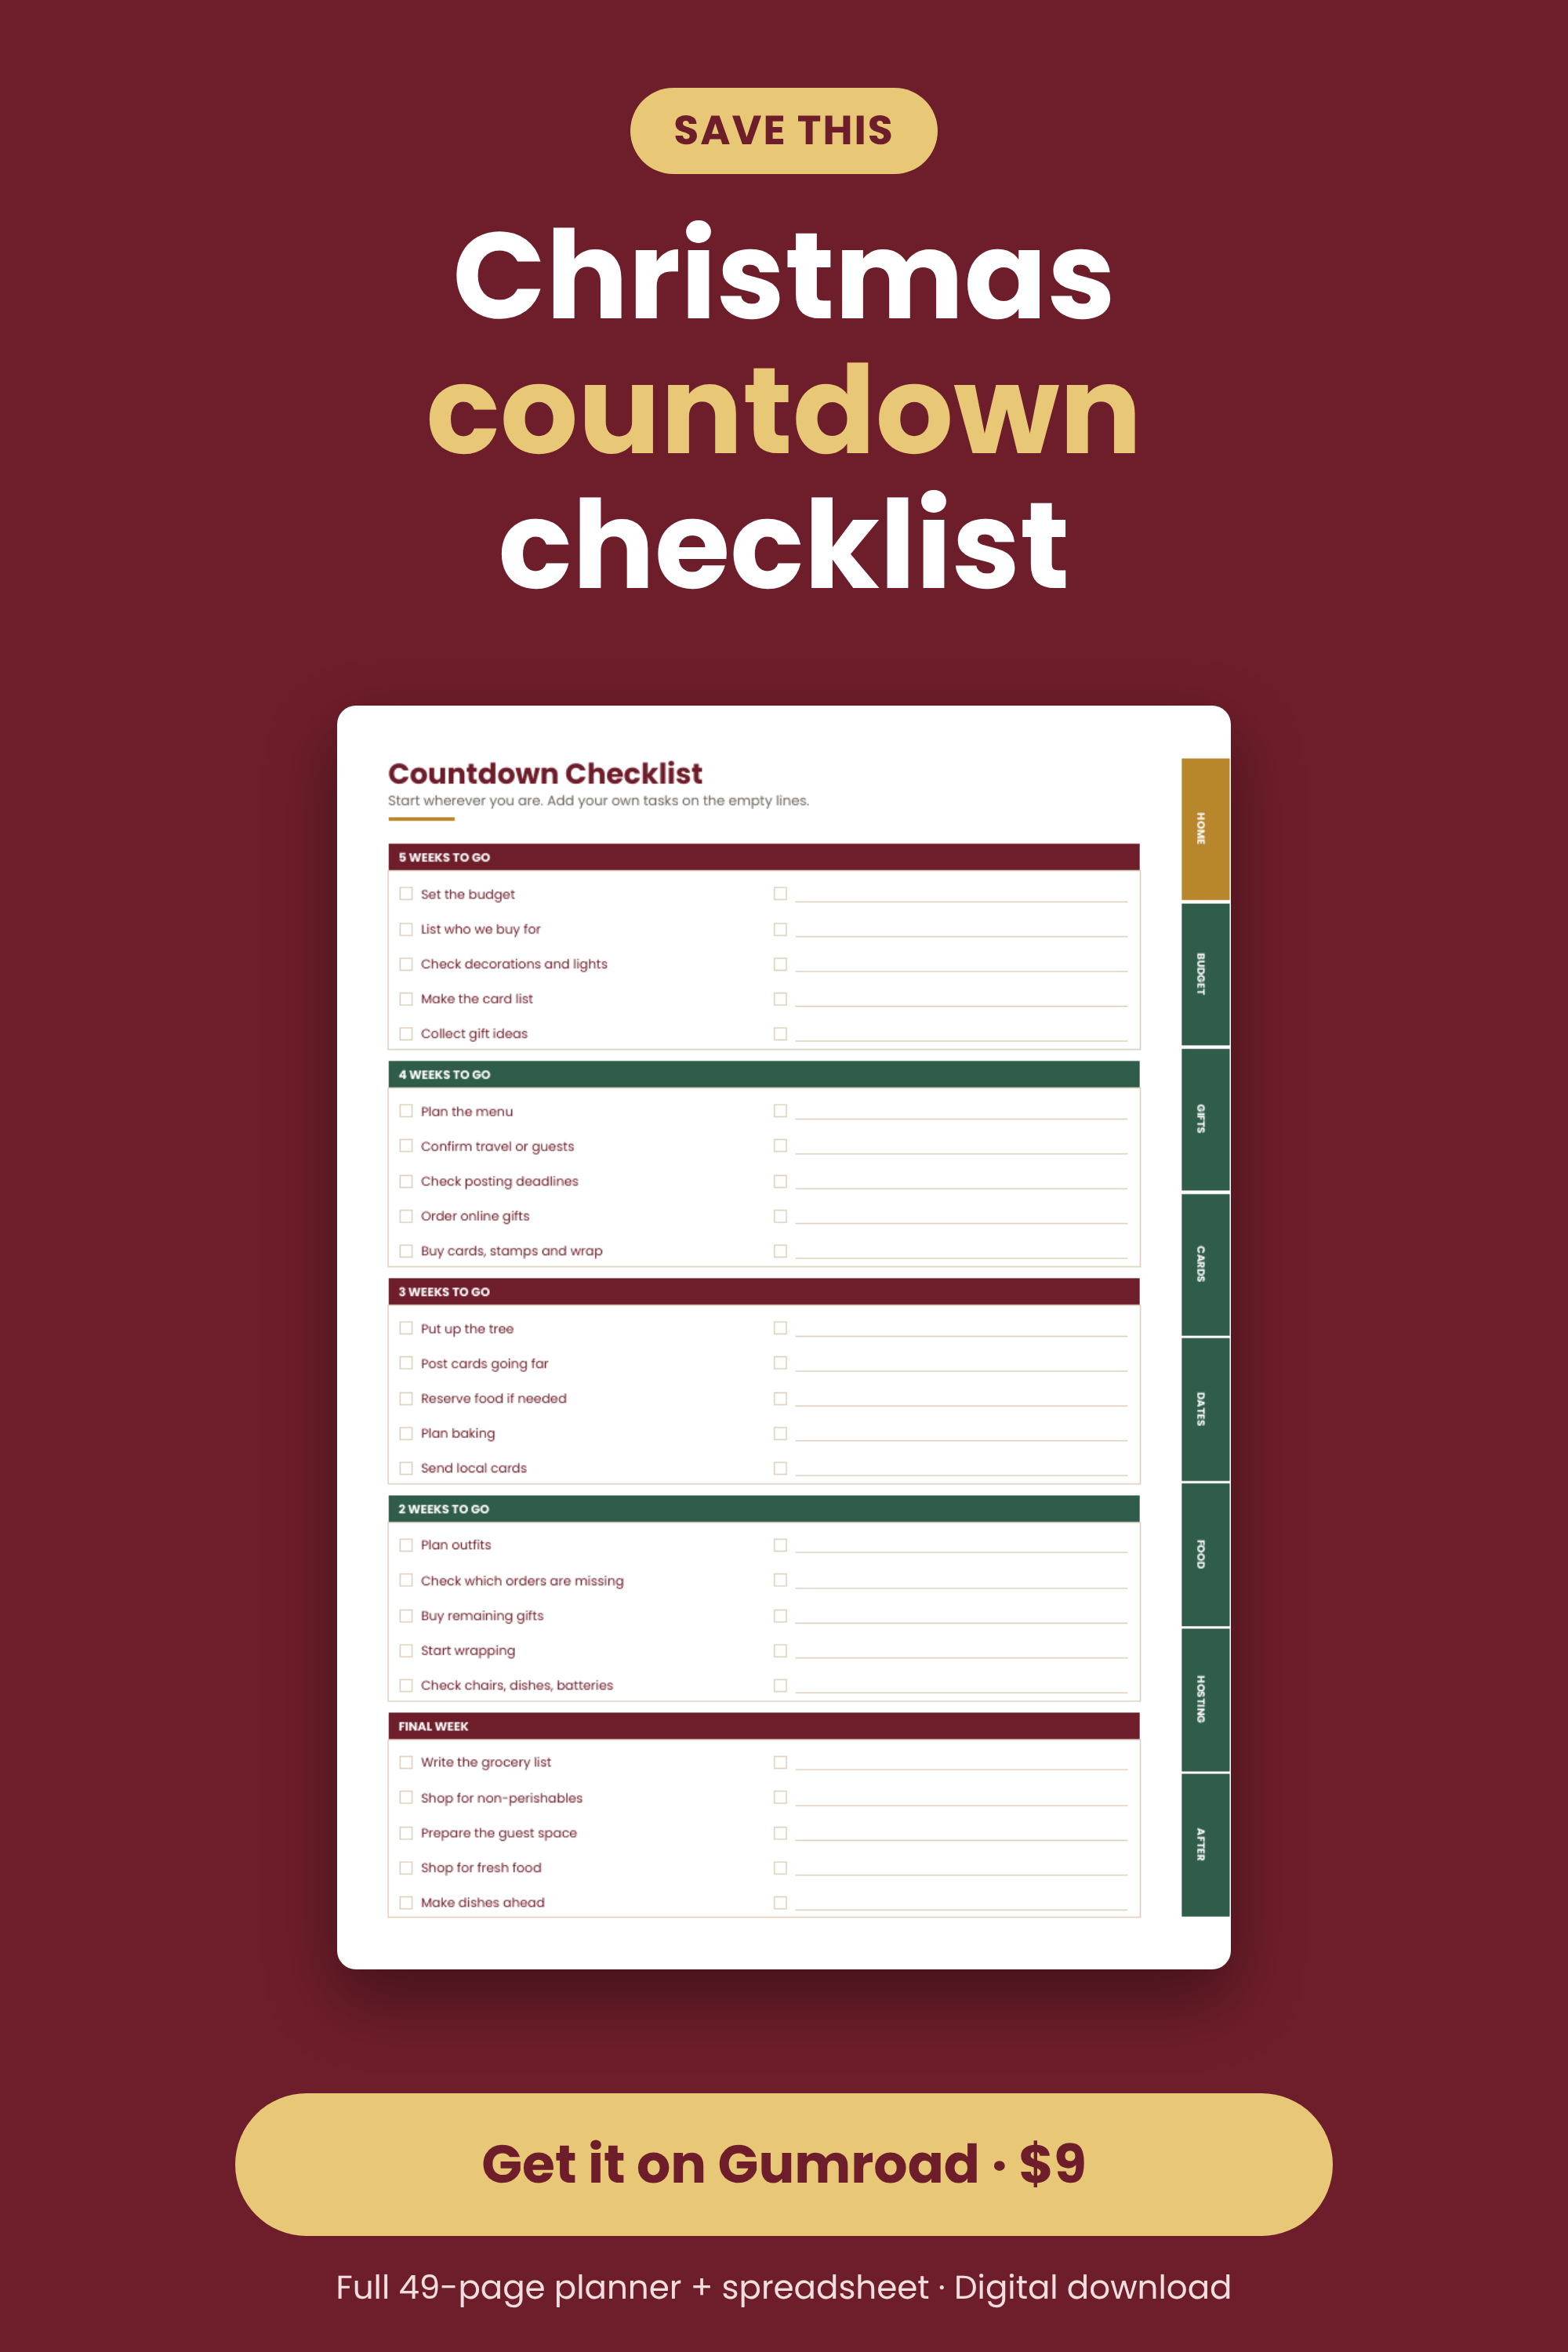 SAVE THIS
Christmas
countdown
checklist
Countdown Checklist
Start wherever you are. Add your own tasks on the empty lines.
5 WEEKS TO GO
Set the budget
List who we buy for
Check decorations and lights
Make the card list
Collect gift ideas
4 WEEKS TO GO
Plan the menu
Confirm travel or guests
Check posting deadlines
Order online gifts
Buy cards, stamps and wrap
3 WEEKS TO GO
Put up the tree
Post cards going far
Reserve food if needed
Plan baking
Send local cards
2 WEEKS TO GO
Plan outfits
Check which orders are missing
Buy remaining gifts
Start wrapping
Check chairs, dishes, batteries
FINAL WEEK
Write the grocery list
Shop for non-perishables
Prepare the guest space
Shop for fresh food
Make dishes ahead
HOME
BUDGET
GIFTS
CARDS
DATES
FOOD
HOSTING
AFTER
Get it on Gumroad · $9
Full 49-page planner + spreadsheet · Digital download